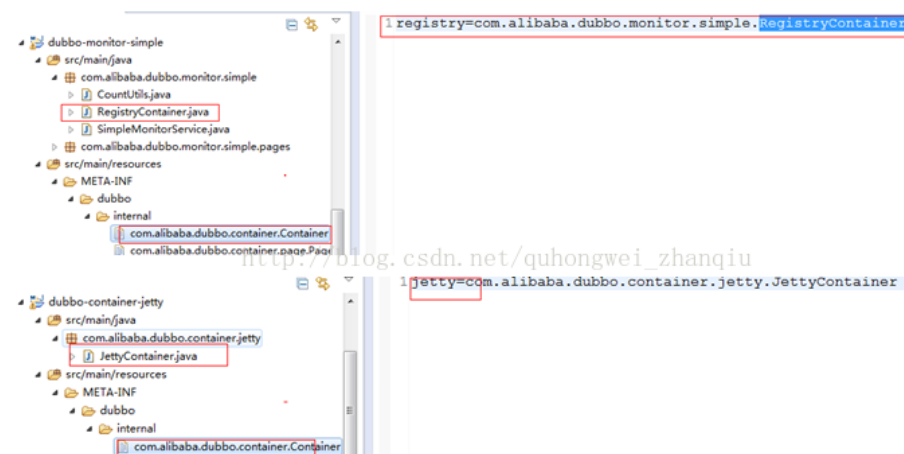 1 registry=com.alibaba.dubbo.monitor.simple.RegistryContainer
dubbo-monitor-simple
src/main/java
com.alibaba.dubbo.monitor.simple
CountUtils.java
RegistryContainer.java
SimpleMonitorService.java
com.alibaba.dubbo.monitor.simple.pages
src/main/resources
META-INF
dubbo
internal
com.alibaba.dubbo.container.Container
com.alibaba.dubbo.container.page.Page
http://blog.csdn.net/quhongwei_zhanqiu
1 jetty=com.alibaba.dubbo.container.jetty.JettyContainer
dubbo-container-jetty
src/main/java
com.alibaba.dubbo.container.jetty
JettyContainer.java
src/main/resources
META-INF
dubbo
internal
com.alibaba.dubbo.container.Container